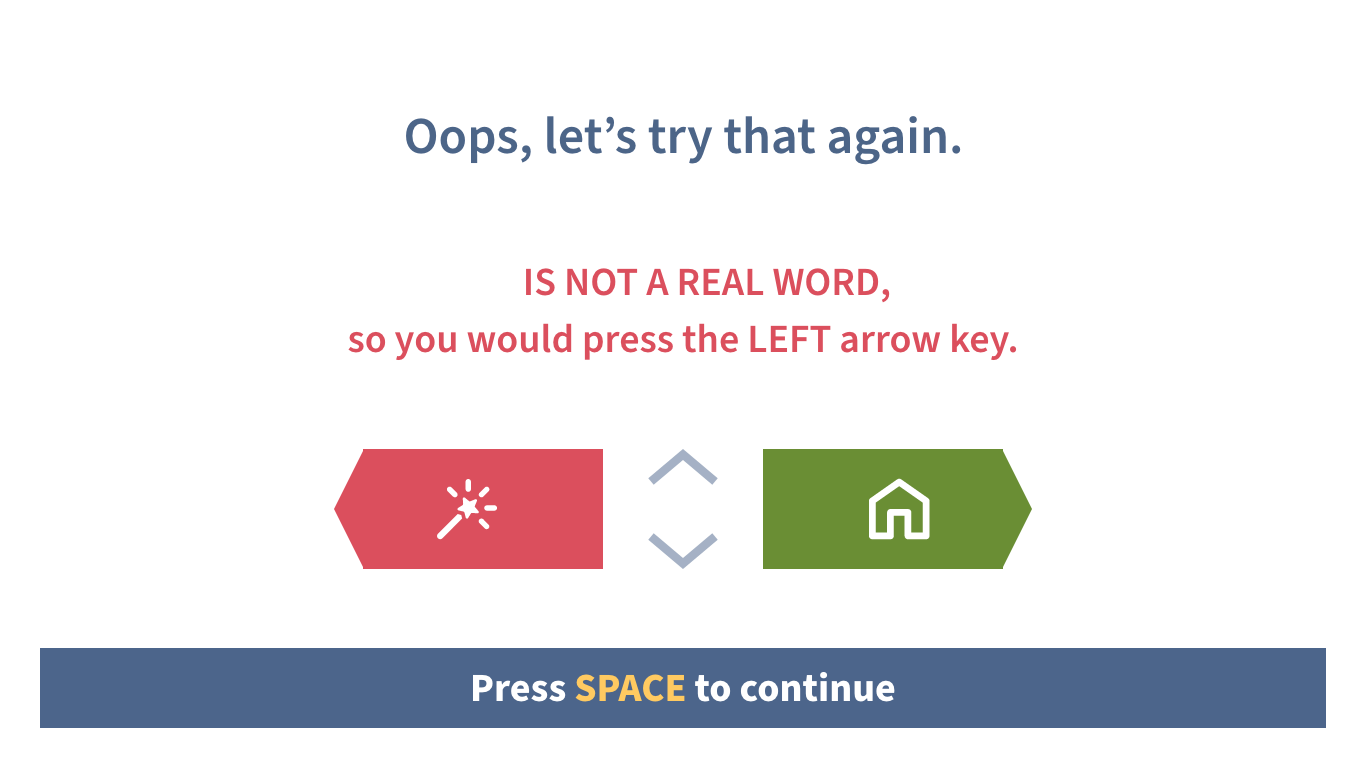 Oops, let’s try that again.
IS NOT A REAL WORD,
so you would press the LEFT arrow key.
Press SPACE to continue